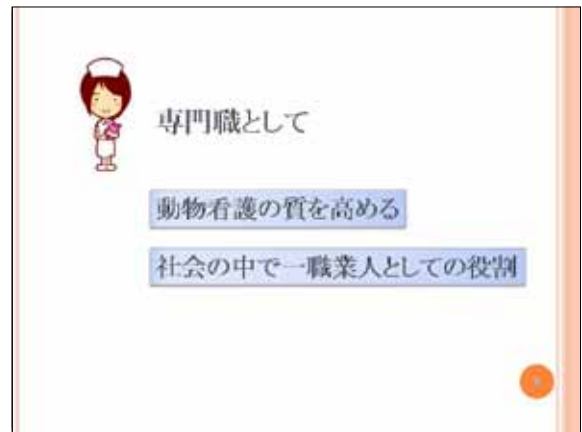 専門職として
動物看護の質を高める
社会の中で一職業人としての役割